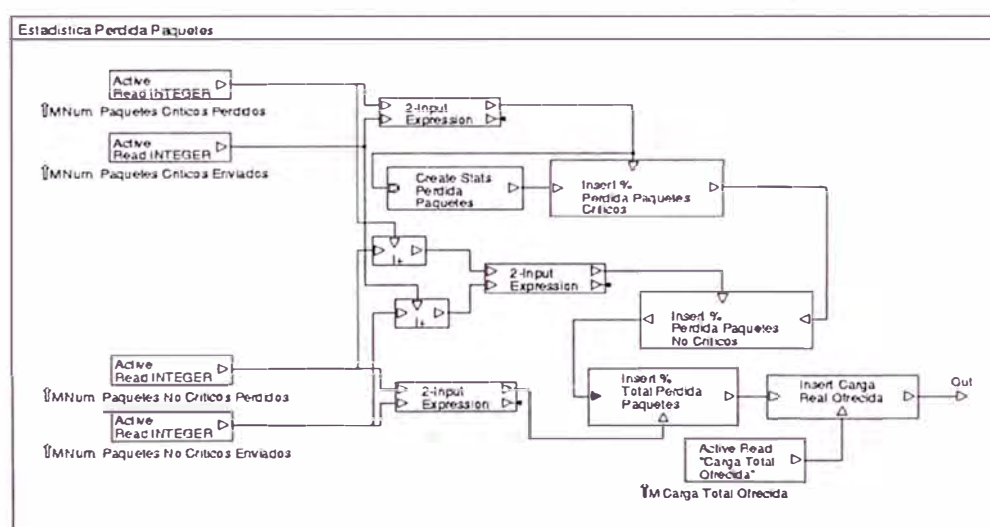 Estadistica Perdida Paquetes
Active
Read INTEGER
⇑MNum Paquetes Criticos Perdidos
Active
Read INTEGER
⇑MNum Paquetes Criticos Enviados
2-Input
Expression
Create Stats
Perdida
Paquetes
Insert %
Perdida Paquetes
Criticos
I+
2-Input
Expression
I+
Insert %
Perdida Paquetes
No Criticos
Active
Read INTEGER
⇑MNum Paquetes No Criticos Perdidos
2-Input
Expression
Insert %
Total Perdida
Paquetes
Insert Carga
Real Ofrecida
Out
Active
Read INTEGER
⇑MNum Paquetes No Criticos Enviados
Active Read
"Carga Total
Ofrecida"
⇑M Carga Total Ofrecida